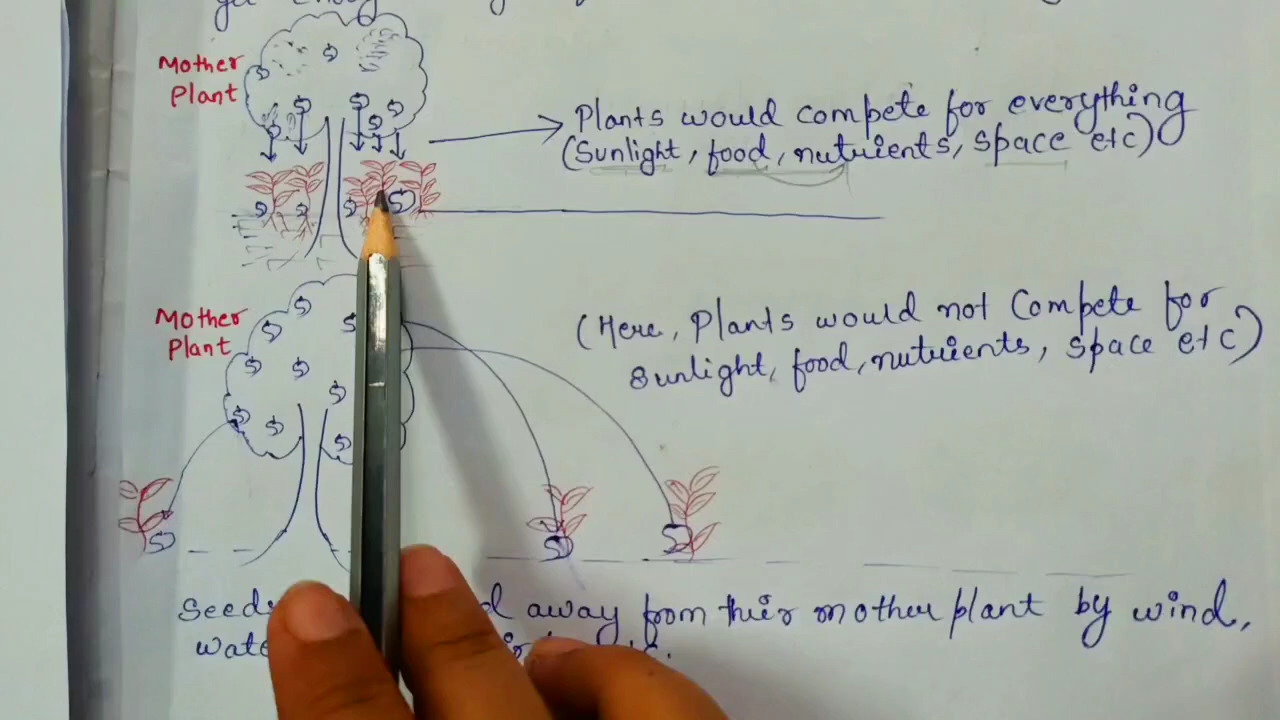 Mother
Plant
Plants would compete for everything
(Sunlight, food, nutrients, space etc)
Mother
Plant
(Here, Plants would not Compete for
Sunlight, food, nutrients, space etc)
away from their mother plant by wind,